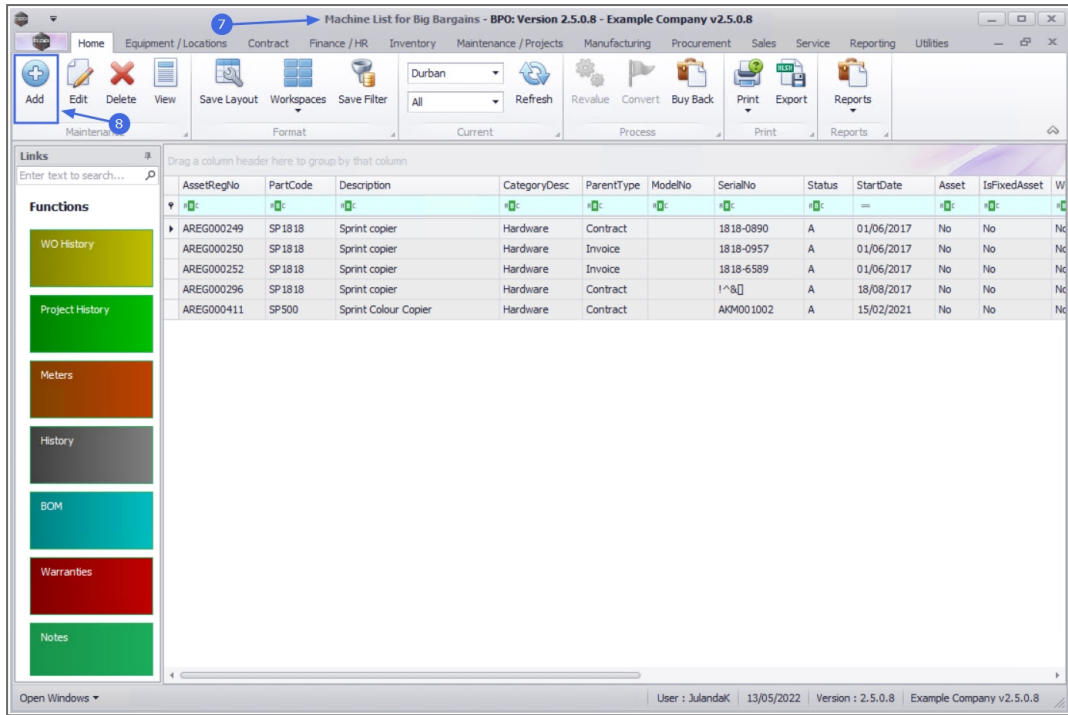 7
Machine List for Big Bargains - BPO: Version 2.5.0.8 - Example Company v2.5.0.8
Home Equipment / Locations Contract Finance / HR Inventory Maintenance / Projects Manufacturing Procurement Sales Service Reporting Utilities
Durban
Add Edit Delete View Save Layout Workspaces Save Filter All Refresh Revalue Convert Buy Back Print Export Reports
8
Maintenance Format Current Process Print Reports
Links
Drag a column header here to group by that column
Enter text to search...
AssetRegNo PartCode Description CategoryDesc ParentType ModelNo SerialNo Status StartDate Asset IsFixedAsset W
Functions
AREG000249 SP1818 Sprint copier Hardware Contract 1818-0890 A 01/06/2017 No No No
AREG000250 SP1818 Sprint copier Hardware Invoice 1818-0957 A 01/06/2017 No No No
AREG000252 SP1818 Sprint copier Hardware Invoice 1818-6589 A 01/06/2017 No No No
AREG000296 SP1818 Sprint copier Hardware Contract !^&[] A 18/08/2017 No No No
AREG000411 SP500 Sprint Colour Copier Hardware Contract AKM001002 A 15/02/2021 No No No
WO History
Project History
Meters
History
BOM
Warranties
Notes
Open Windows User : JulandaK 13/05/2022 Version : 2.5.0.8 Example Company v2.5.0.8